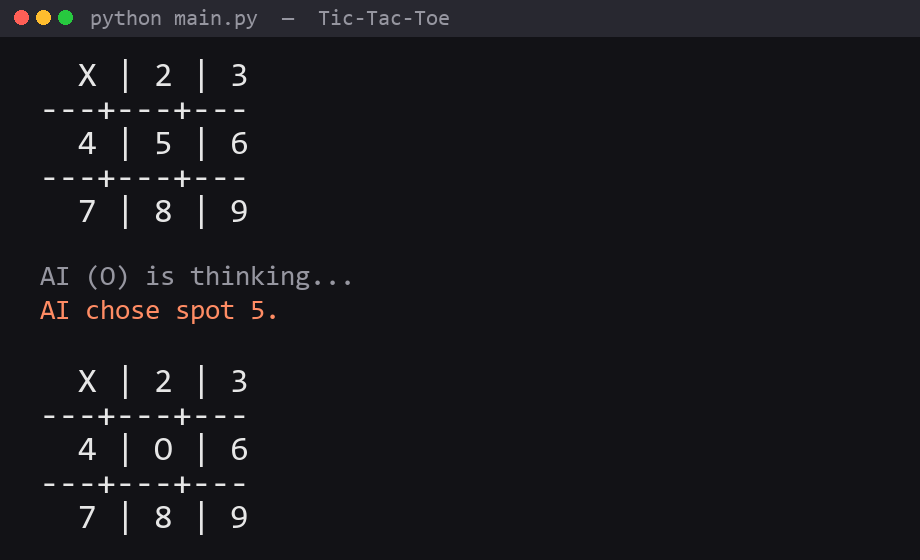 python main.py — Tic-Tac-Toe
X | 2 | 3
---+---+---
4 | 5 | 6
---+---+---
7 | 8 | 9
AI (O) is thinking...
AI chose spot 5.
X | 2 | 3
---+---+---
4 | O | 6
---+---+---
7 | 8 | 9